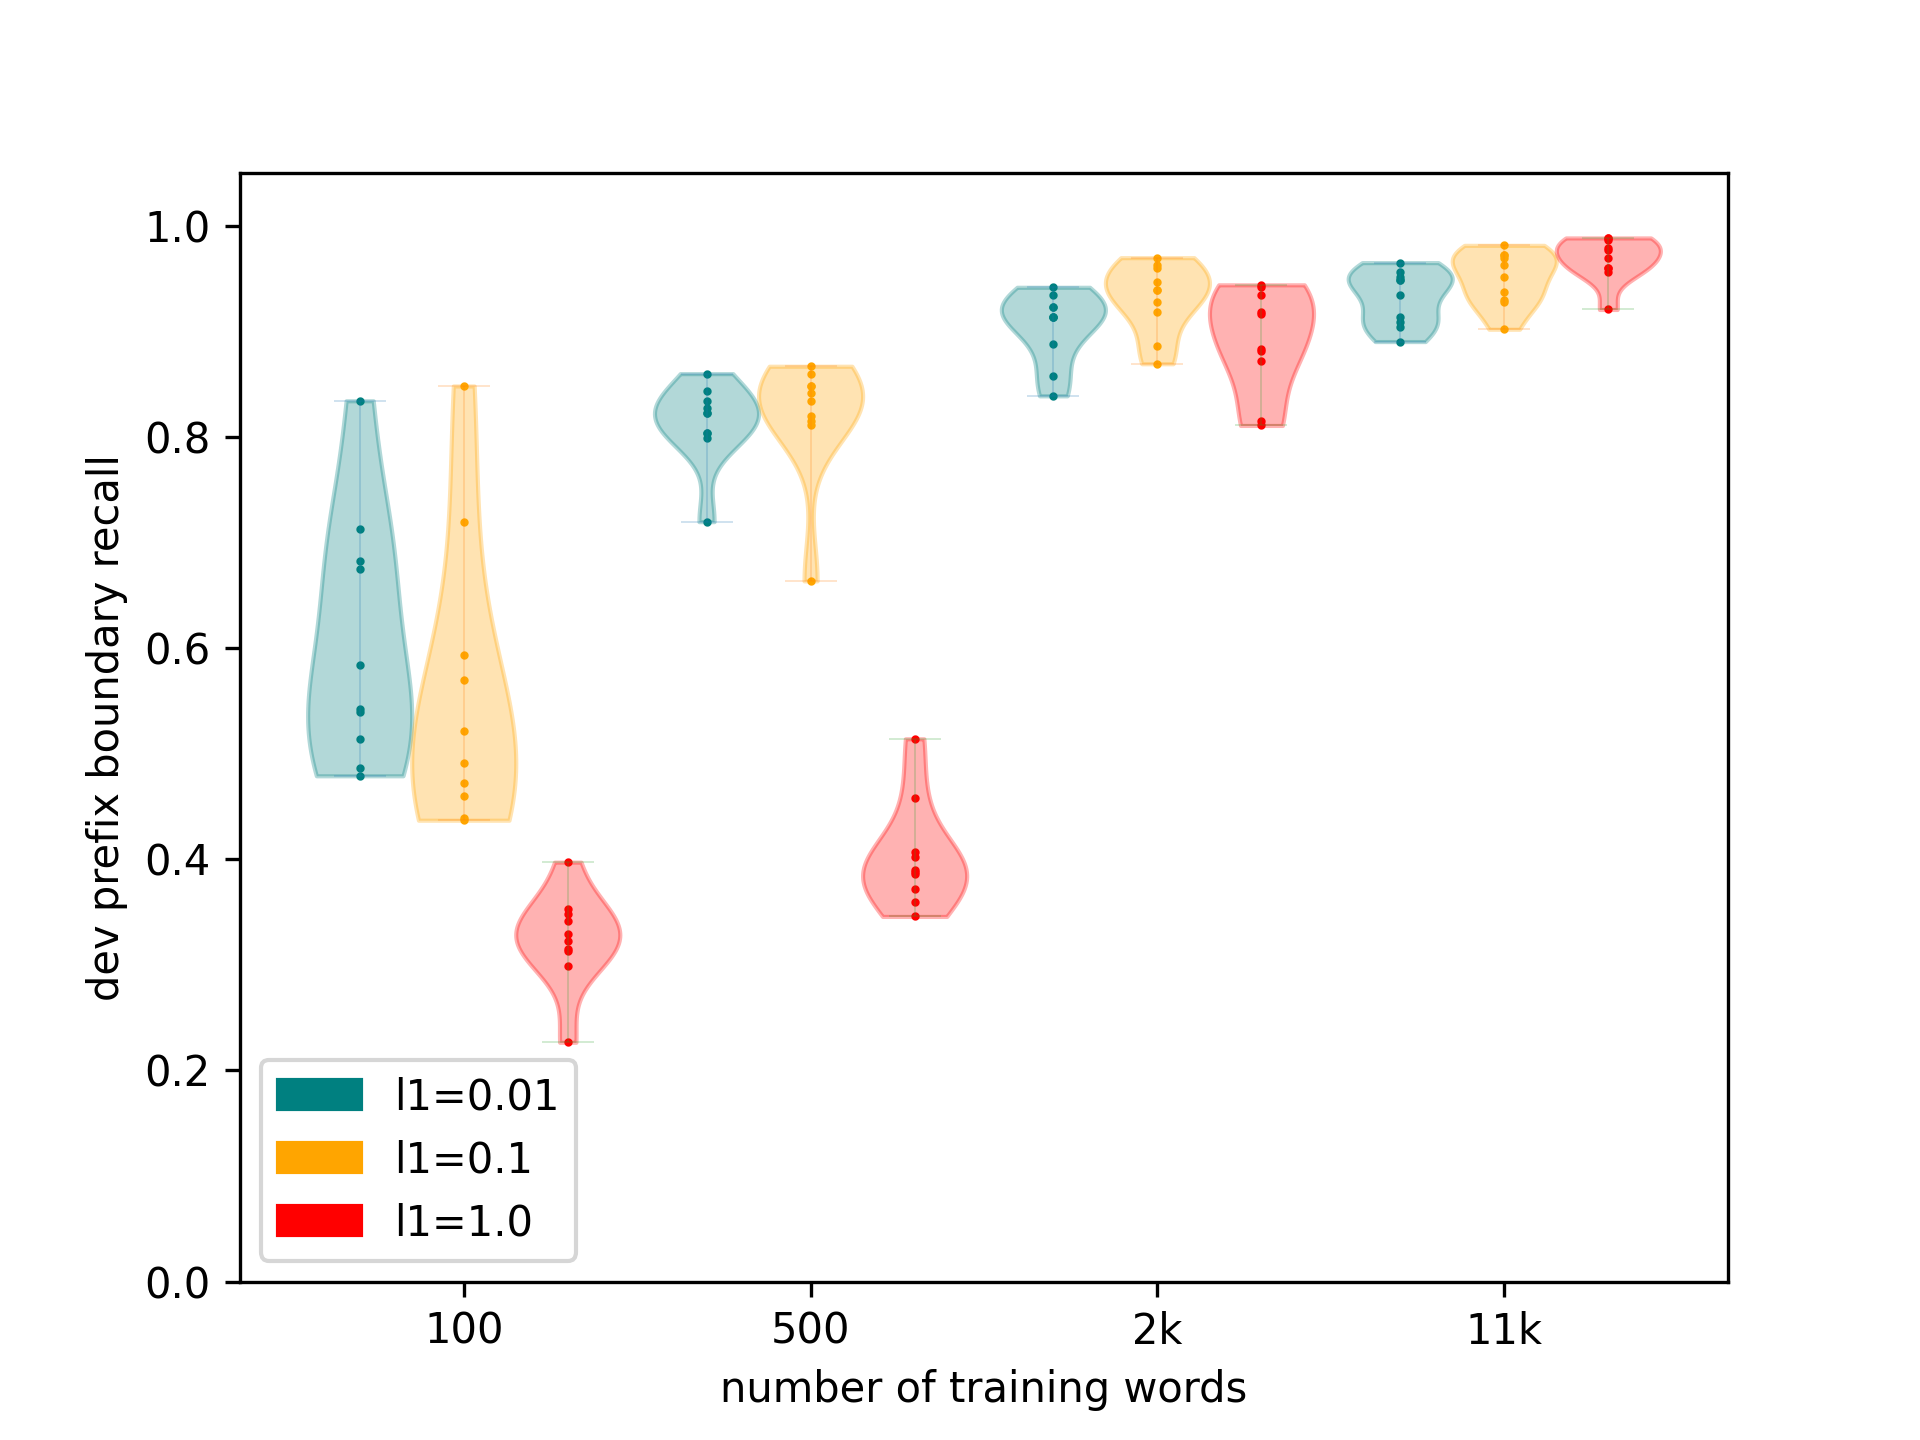 1.0
0.8
0.6
0.4
0.2
0.0
dev prefix boundary recall
l1=0.01
l1=0.1
l1=1.0
100 500 2k 11k
number of training words